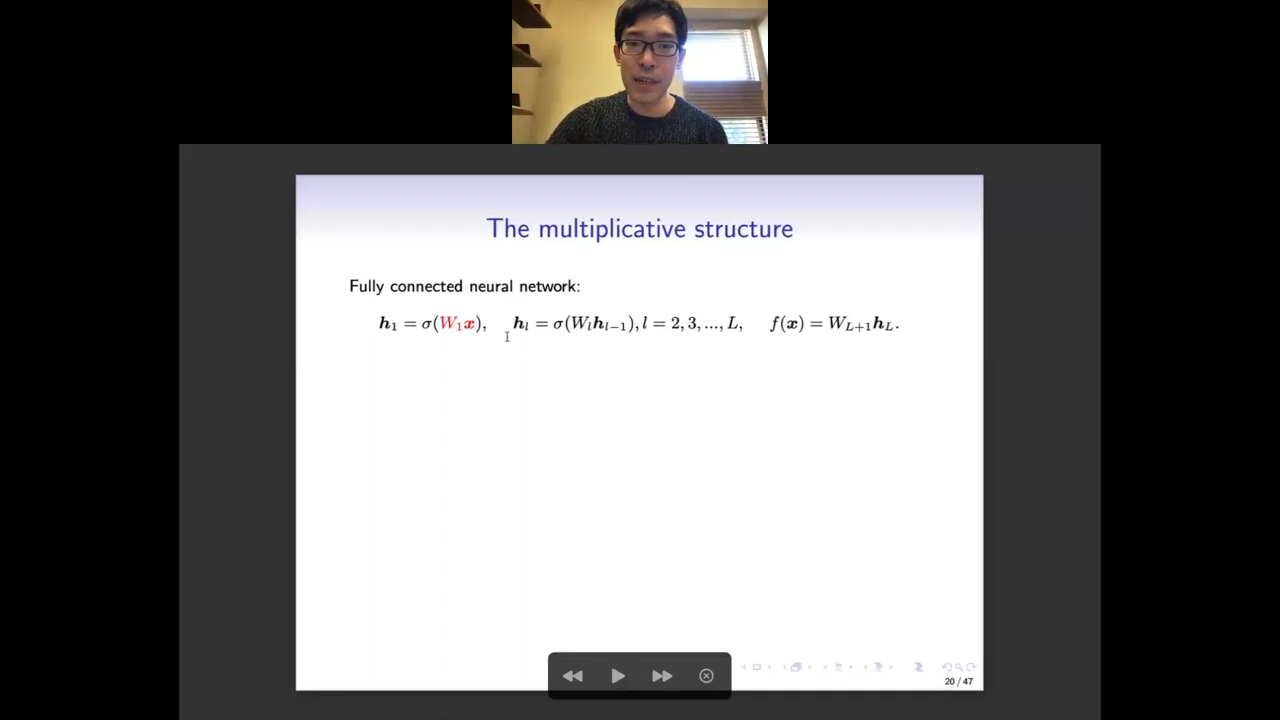 The multiplicative structure
Fully connected neural network:
h₁ = σ(W₁x), hₗ = σ(Wₗhₗ₋₁), l = 2, 3, ..., L, f(x) = W_{L+1}h_L.
20 / 47